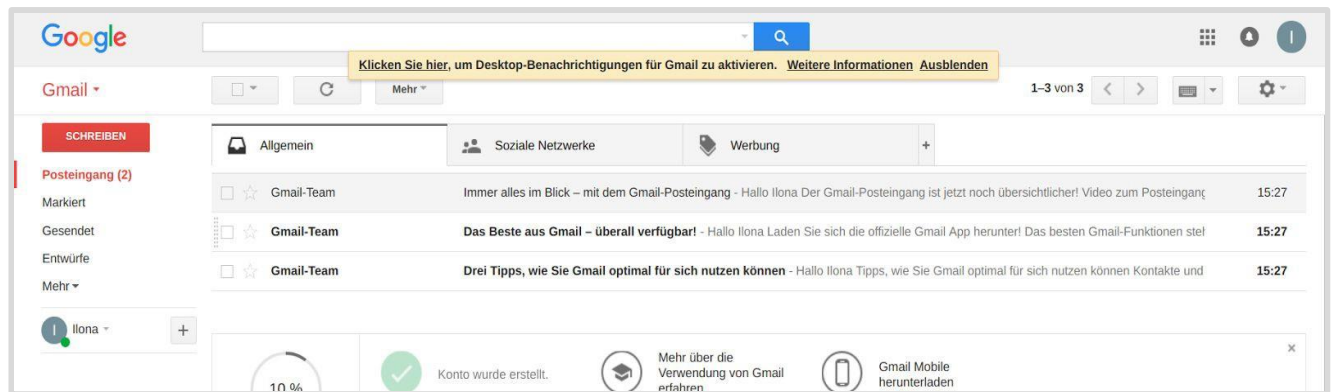 Google
Klicken Sie hier, um Desktop-Benachrichtigungen für Gmail zu aktivieren. Weitere Informationen Ausblenden
I
Gmail
Mehr
1–3 von 3
SCHREIBEN
Allgemein
Soziale Netzwerke
Werbung
+
Posteingang (2)
Gmail-Team Immer alles im Blick – mit dem Gmail-Posteingang - Hallo Ilona Der Gmail-Posteingang ist jetzt noch übersichtlicher! Video zum Posteingang 15:27
Markiert
Gesendet
Gmail-Team Das Beste aus Gmail – überall verfügbar! - Hallo Ilona Laden Sie sich die offizielle Gmail App herunter! Das besten Gmail-Funktionen steh 15:27
Entwürfe
Gmail-Team Drei Tipps, wie Sie Gmail optimal für sich nutzen können - Hallo Ilona Tipps, wie Sie Gmail optimal für sich nutzen können Kontakte und 15:27
Mehr
I Ilona +
10 %
Konto wurde erstellt.
Mehr über die
Verwendung von Gmail
erfahren
Gmail Mobile
herunterladen
×